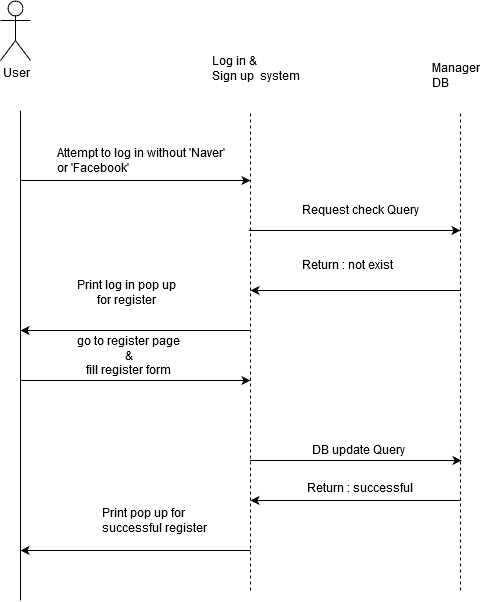 User
Log in &
Sign up system
Manager
DB
Attempt to log in without 'Naver'
or 'Facebook'
Request check Query
Return : not exist
Print log in pop up
for register
go to register page
&
fill register form
DB update Query
Return : successful
Print pop up for
successful register